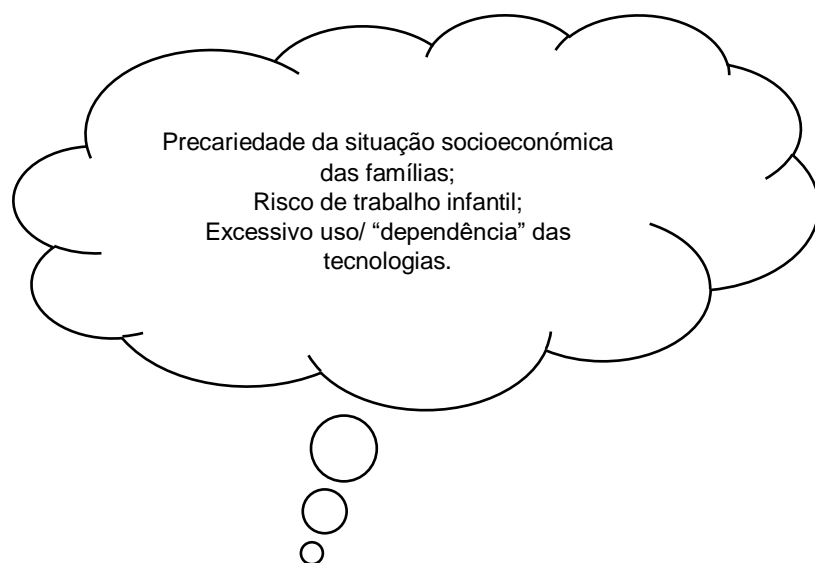 Precariedade da situação socioeconómica
das famílias;
Risco de trabalho infantil;
Excessivo uso/ “dependência” das
tecnologias.